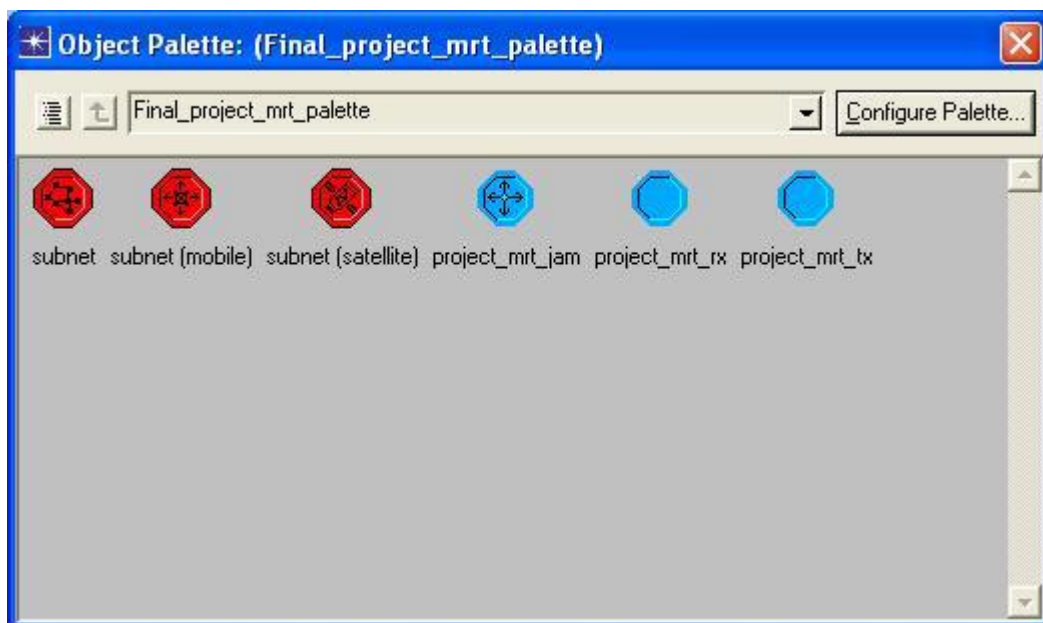 Object Palette: (Final_project_mrt_palette)
Final_project_mrt_palette
Configure Palette...
subnet subnet (mobile) subnet (satellite) project_mrt_jam project_mrt_rx project_mrt_tx